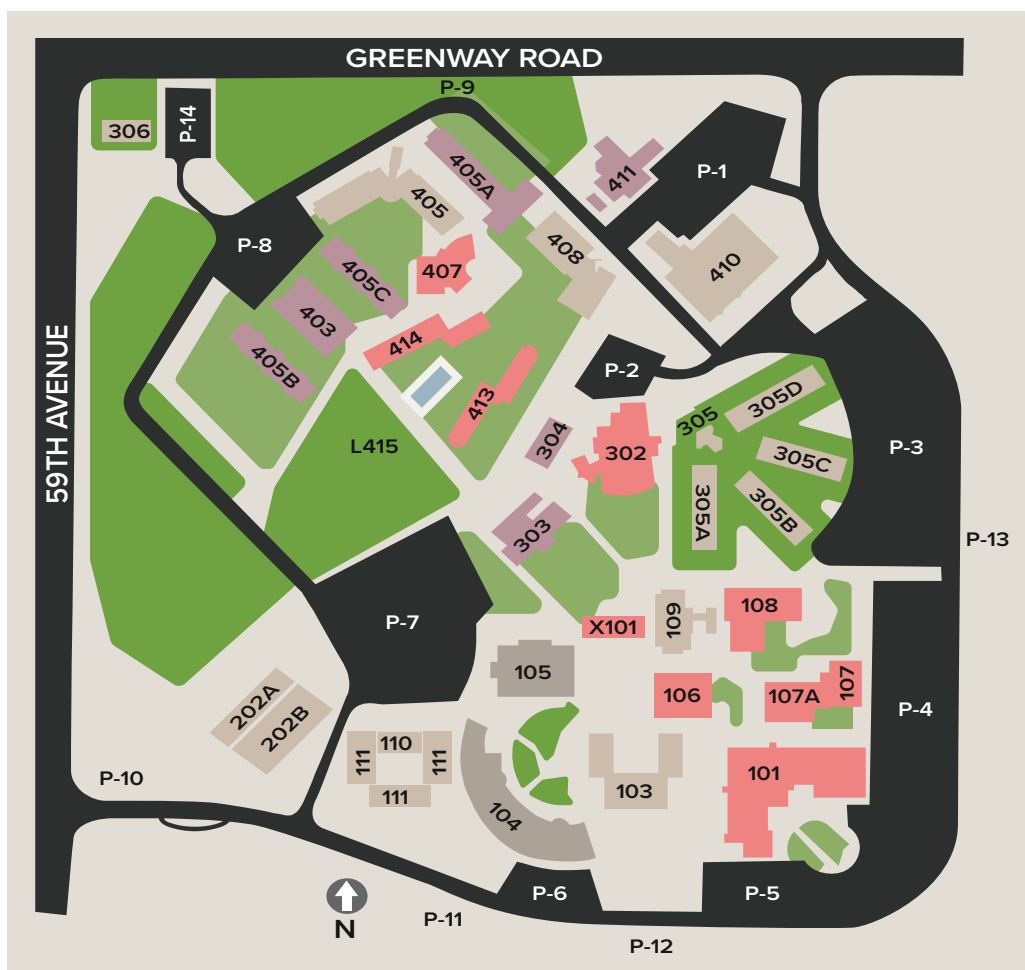 GREENWAY ROAD
P-9
P-14
306
P-1
411
405A
405
408
410
P-8
407
405C
403
414
405B
P-2
59TH AVENUE
413
305D
305
L415
304
302
305C
P-3
305A
305B
303
P-13
P-7
X101
109
108
105
106
107A
107
P-4
202A
202B
110
111
111
111
P-10
101
103
104
P-6
P-5
N
P-11
P-12